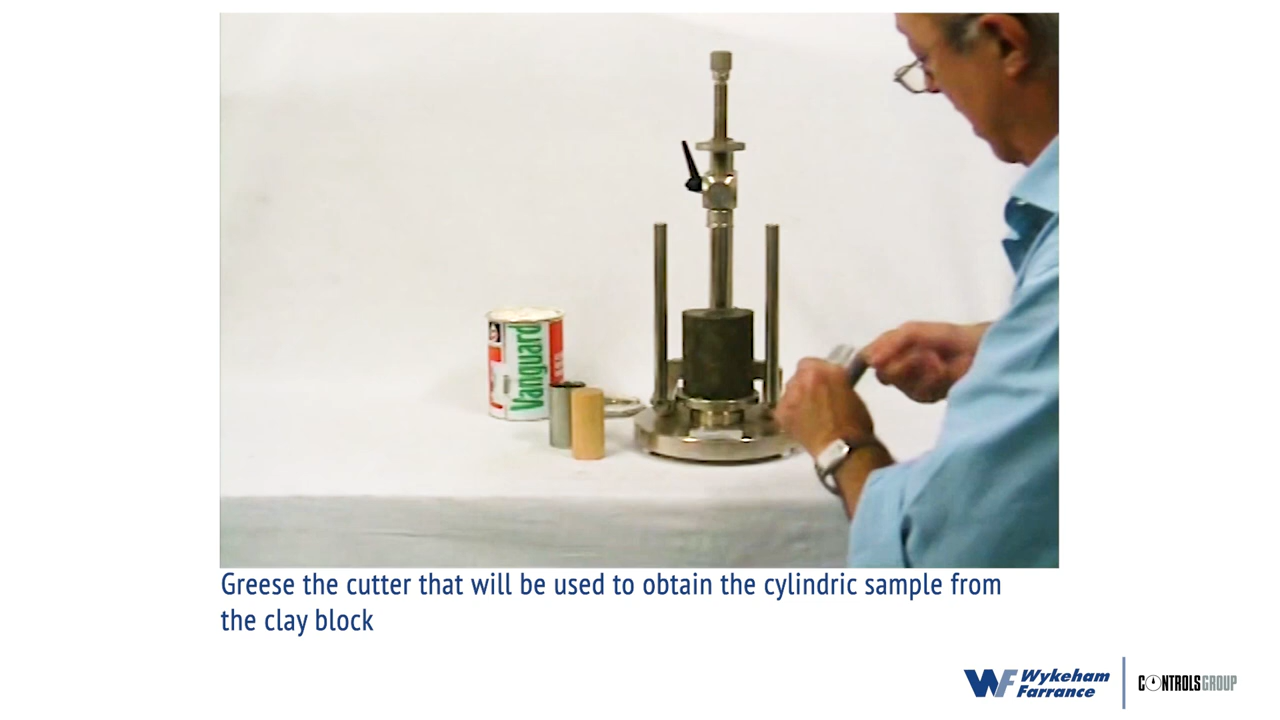 Vanguard
Greese the cutter that will be used to obtain the cylindric sample from
the clay block
WF Wykeham
Farrance
CONTROLSGROUP